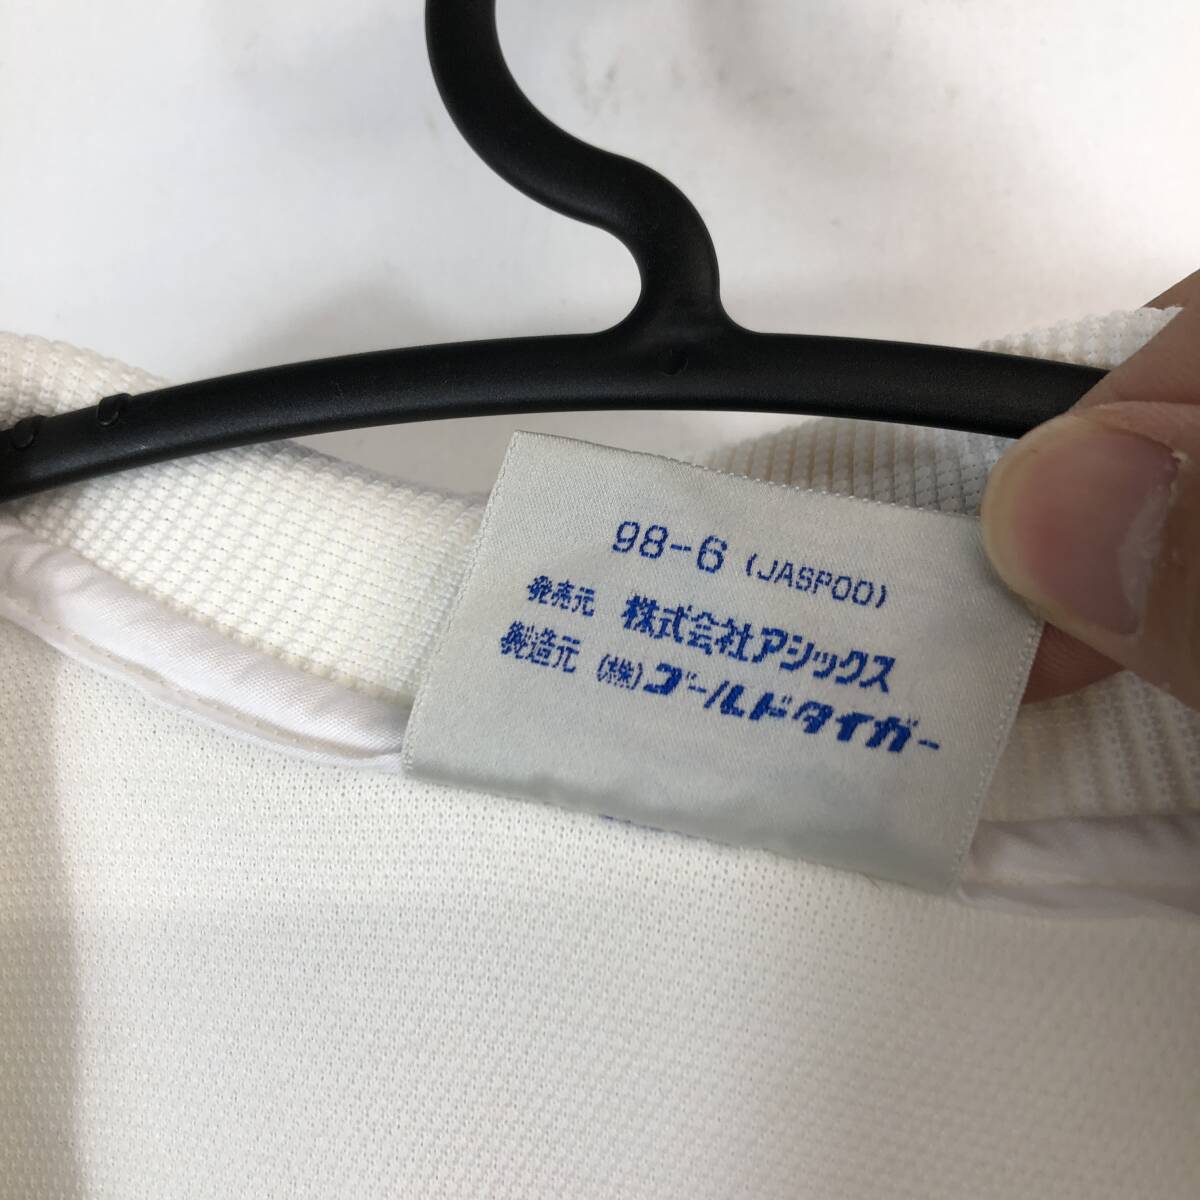 98-6 (JASPOO)
発売元 株式会社アシックス
製造元 (株)ゴールドタイガー